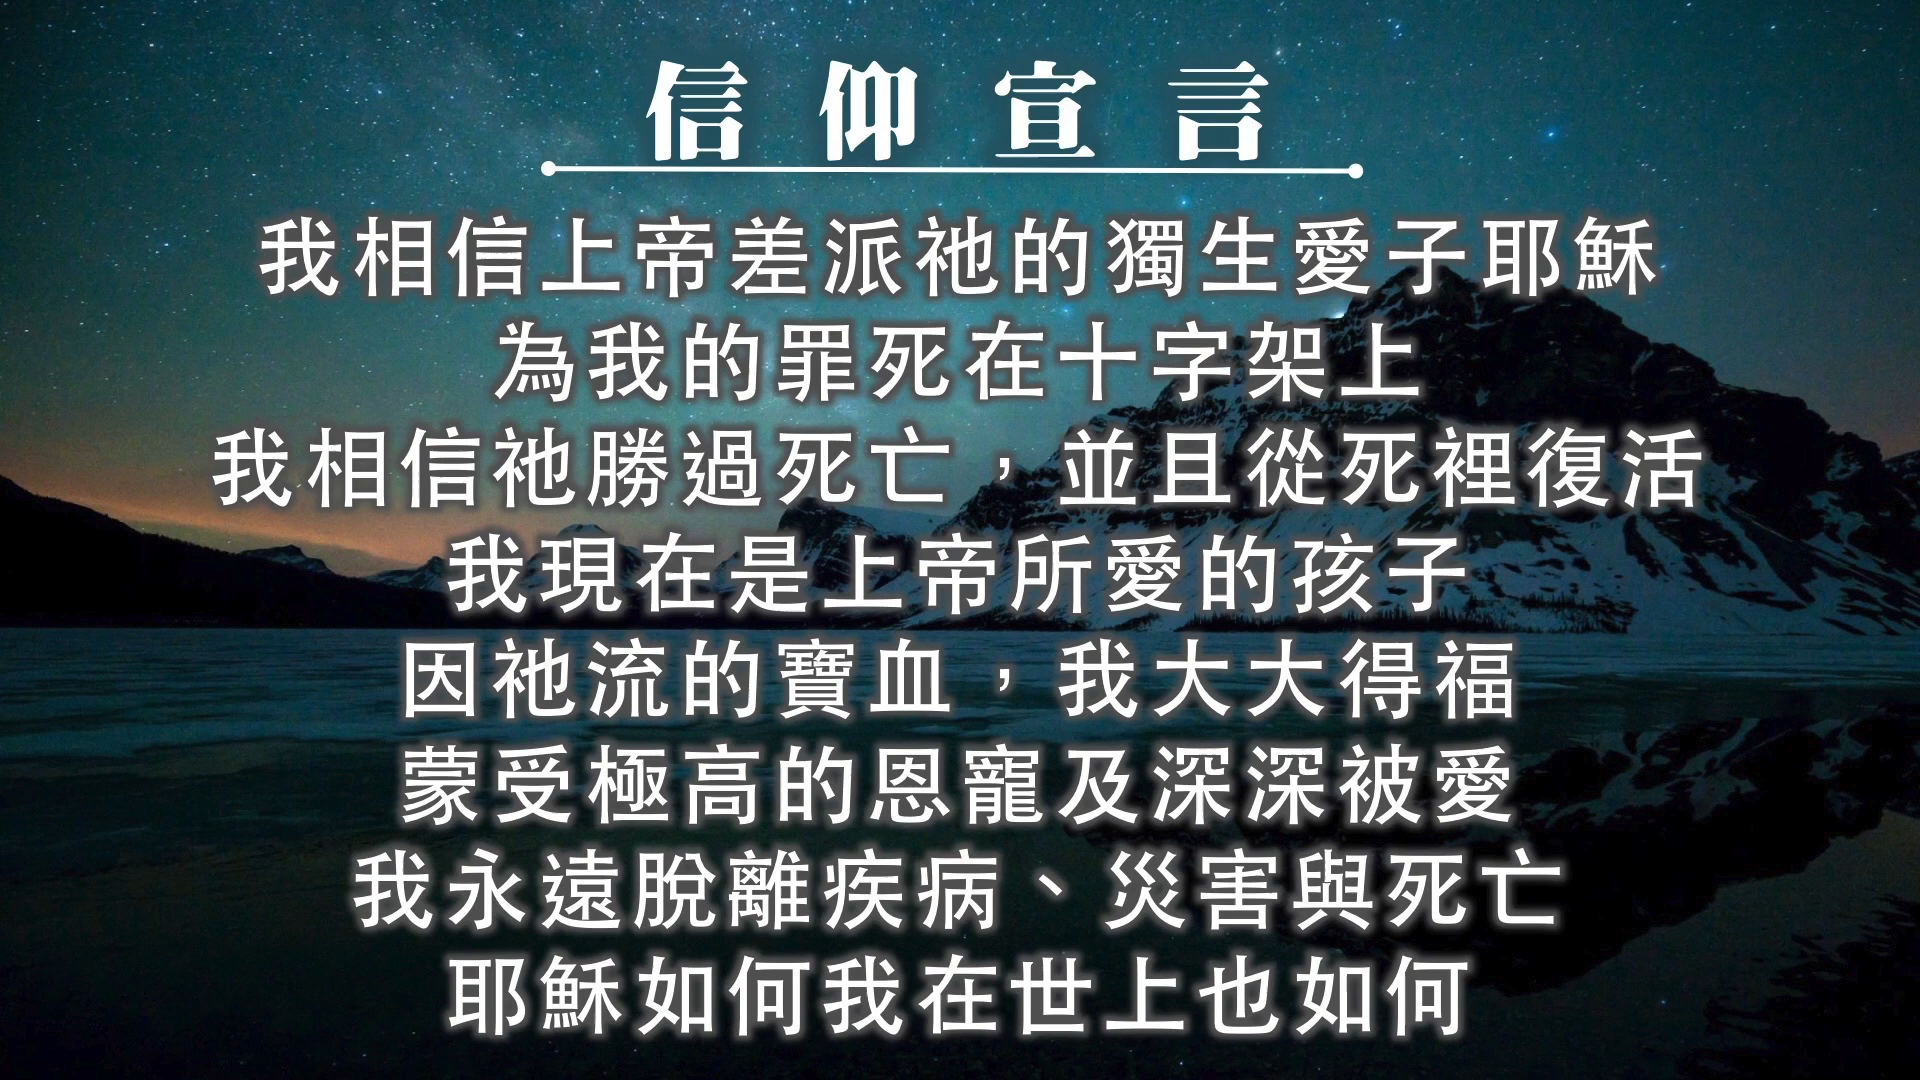 信仰宣言
我相信上帝差派祂的獨生愛子耶穌
為我的罪死在十字架上
我相信祂勝過死亡，並且從死裡復活
我現在是上帝所愛的孩子
因祂流的寶血，我大大得福
蒙受極高的恩寵及深深被愛
我永遠脫離疾病、災害與死亡
耶穌如何我在世上也如何